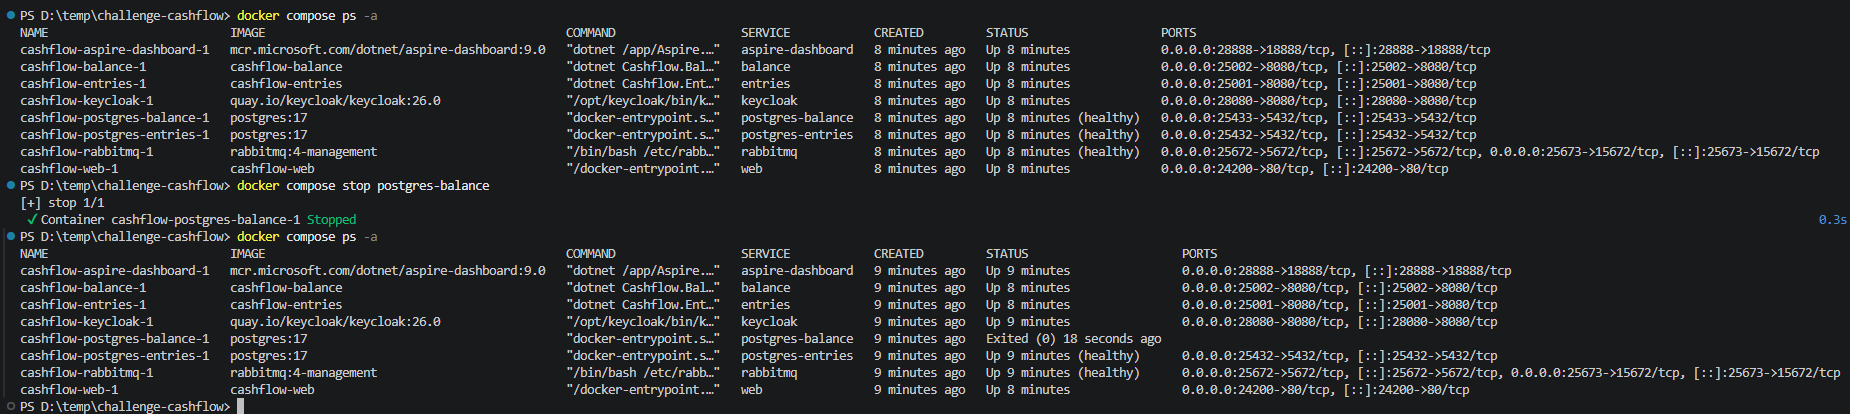 PS D:\temp\challenge-cashflow> docker compose ps -a
NAME IMAGE COMMAND SERVICE CREATED STATUS PORTS
cashflow-aspire-dashboard-1 mcr.microsoft.com/dotnet/aspire-dashboard:9.0 "dotnet /app/Aspire.…" aspire-dashboard 8 minutes ago Up 8 minutes 0.0.0.0:28888->18888/tcp, [::]:28888->18888/tcp
cashflow-balance-1 cashflow-balance "dotnet Cashflow.Bal…" balance 8 minutes ago Up 8 minutes 0.0.0.0:25002->8080/tcp, [::]:25002->8080/tcp
cashflow-entries-1 cashflow-entries "dotnet Cashflow.Ent…" entries 8 minutes ago Up 8 minutes 0.0.0.0:25001->8080/tcp, [::]:25001->8080/tcp
cashflow-keycloak-1 quay.io/keycloak/keycloak:26.0 "/opt/keycloak/bin/k…" keycloak 8 minutes ago Up 8 minutes 0.0.0.0:28080->8080/tcp, [::]:28080->8080/tcp
cashflow-postgres-balance-1 postgres:17 "docker-entrypoint.s…" postgres-balance 8 minutes ago Up 8 minutes (healthy) 0.0.0.0:25433->5432/tcp, [::]:25433->5432/tcp
cashflow-postgres-entries-1 postgres:17 "docker-entrypoint.s…" postgres-entries 8 minutes ago Up 8 minutes (healthy) 0.0.0.0:25432->5432/tcp, [::]:25432->5432/tcp
cashflow-rabbitmq-1 rabbitmq:4-management "/bin/bash /etc/rabb…" rabbitmq 8 minutes ago Up 8 minutes (healthy) 0.0.0.0:25672->5672/tcp, [::]:25672->5672/tcp, 0.0.0.0:25673->15672/tcp, [::]:25673->15672/tcp
cashflow-web-1 cashflow-web "/docker-entrypoint.…" web 8 minutes ago Up 8 minutes 0.0.0.0:24200->80/tcp, [::]:24200->80/tcp
PS D:\temp\challenge-cashflow> docker compose stop postgres-balance
[+] stop 1/1
✔ Container cashflow-postgres-balance-1 Stopped 0.3s
PS D:\temp\challenge-cashflow> docker compose ps -a
NAME IMAGE COMMAND SERVICE CREATED STATUS PORTS
cashflow-aspire-dashboard-1 mcr.microsoft.com/dotnet/aspire-dashboard:9.0 "dotnet /app/Aspire.…" aspire-dashboard 9 minutes ago Up 9 minutes 0.0.0.0:28888->18888/tcp, [::]:28888->18888/tcp
cashflow-balance-1 cashflow-balance "dotnet Cashflow.Bal…" balance 9 minutes ago Up 8 minutes 0.0.0.0:25002->8080/tcp, [::]:25002->8080/tcp
cashflow-entries-1 cashflow-entries "dotnet Cashflow.Ent…" entries 9 minutes ago Up 8 minutes 0.0.0.0:25001->8080/tcp, [::]:25001->8080/tcp
cashflow-keycloak-1 quay.io/keycloak/keycloak:26.0 "/opt/keycloak/bin/k…" keycloak 9 minutes ago Up 9 minutes 0.0.0.0:28080->8080/tcp, [::]:28080->8080/tcp
cashflow-postgres-balance-1 postgres:17 "docker-entrypoint.s…" postgres-balance 9 minutes ago Exited (0) 18 seconds ago
cashflow-postgres-entries-1 postgres:17 "docker-entrypoint.s…" postgres-entries 9 minutes ago Up 9 minutes (healthy) 0.0.0.0:25432->5432/tcp, [::]:25432->5432/tcp
cashflow-rabbitmq-1 rabbitmq:4-management "/bin/bash /etc/rabb…" rabbitmq 9 minutes ago Up 9 minutes (healthy) 0.0.0.0:25672->5672/tcp, [::]:25672->5672/tcp, 0.0.0.0:25673->15672/tcp, [::]:25673->15672/tcp
cashflow-web-1 cashflow-web "/docker-entrypoint.…" web 9 minutes ago Up 8 minutes 0.0.0.0:24200->80/tcp, [::]:24200->80/tcp
PS D:\temp\challenge-cashflow>